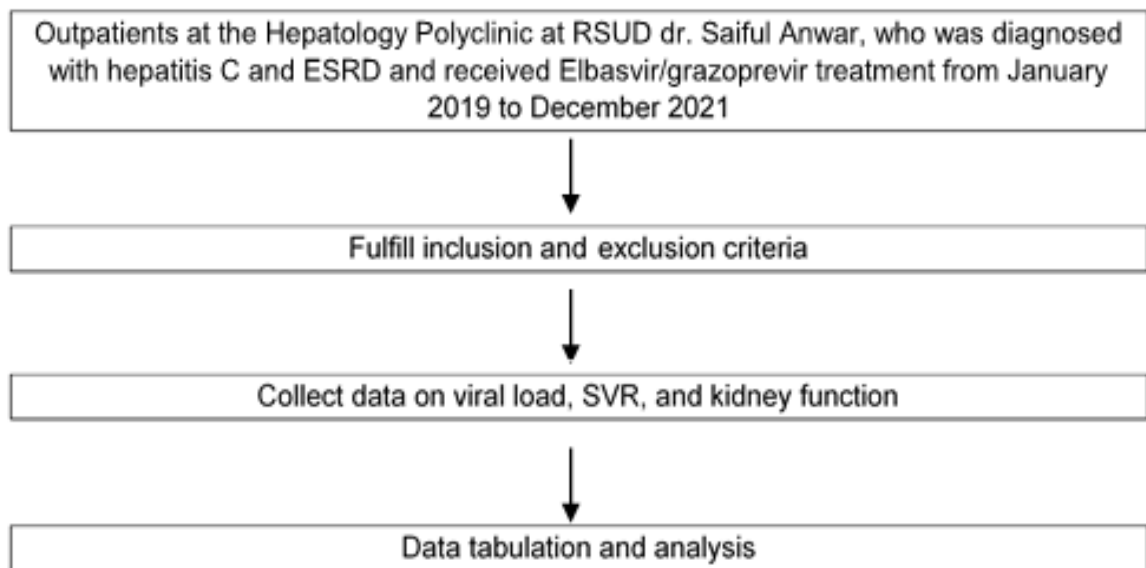 Outpatients at the Hepatology Polyclinic at RSUD dr. Saiful Anwar, who was diagnosed
with hepatitis C and ESRD and received Elbasvir/grazoprevir treatment from January
2019 to December 2021
Fulfill inclusion and exclusion criteria
Collect data on viral load, SVR, and kidney function
Data tabulation and analysis